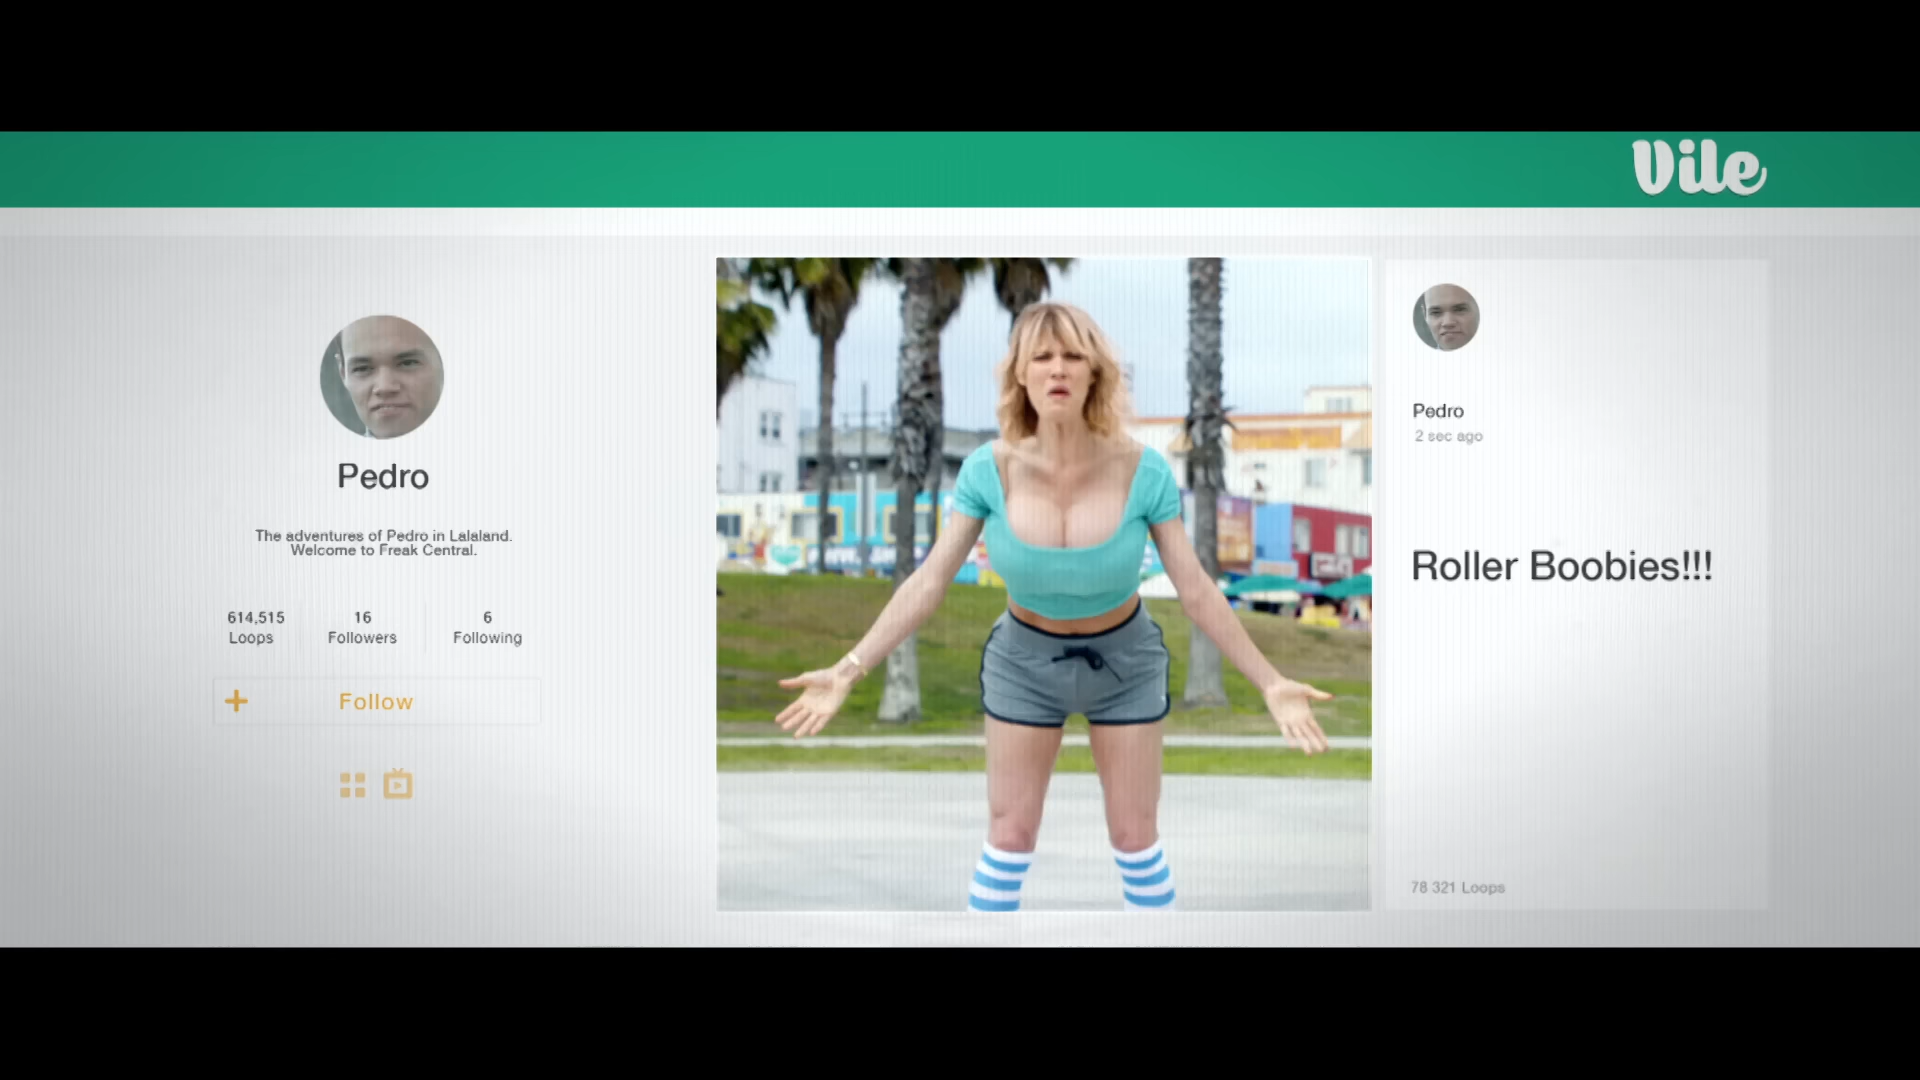 Vile
Pedro
The adventures of Pedro in Lalaland.
Welcome to Freak Central.
614,515
Loops
16
Followers
6
Following
+ Follow
Pedro
2 sec ago
Roller Boobies!!!
78 321 Loops